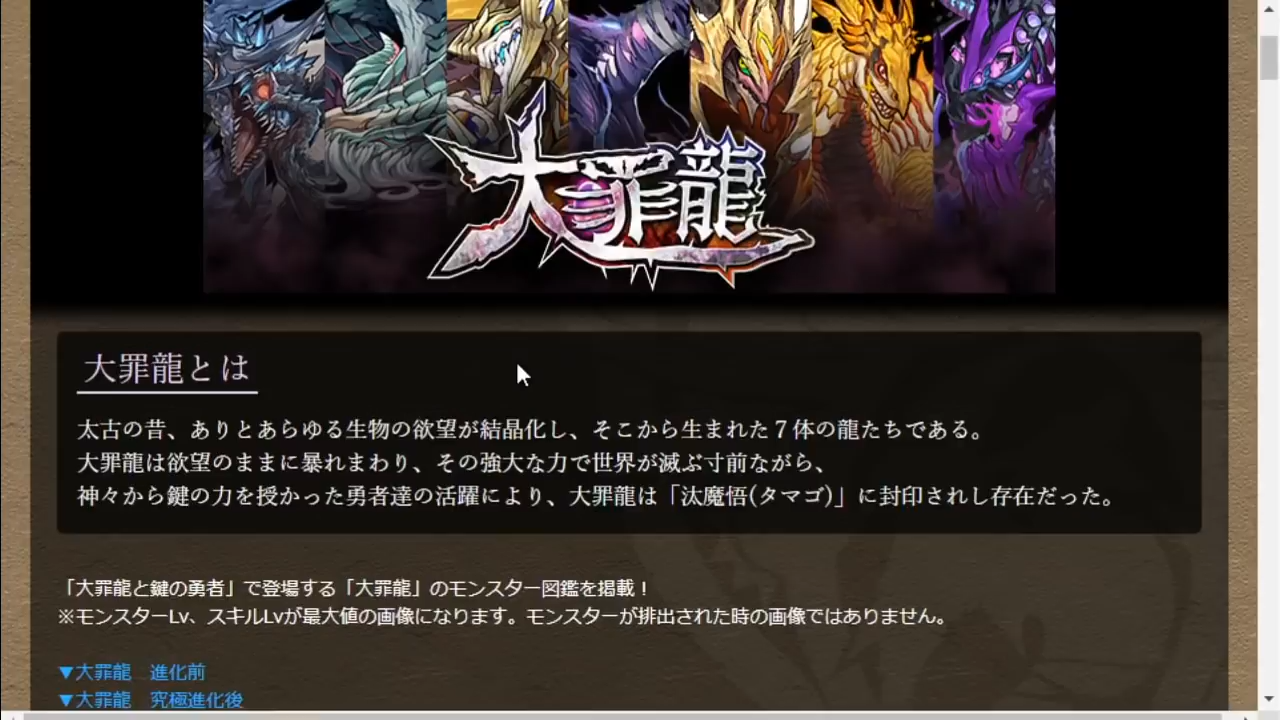 大罪龍
大罪龍とは
太古の昔、ありとあらゆる生物の欲望が結晶化し、そこから生まれた７体の龍たちである。
大罪龍は欲望のままに暴れまわり、その強大な力で世界が滅ぶ寸前ながら、
神々から鍵の力を授かった勇者達の活躍により、大罪龍は「汰魔悟(タマゴ)」に封印されし存在だった。
「大罪龍と鍵の勇者」で登場する「大罪龍」のモンスター図鑑を掲載！
※モンスターLv、スキルLvが最大値の画像になります。モンスターが排出された時の画像ではありません。
▼大罪龍　進化前
▼大罪龍　究極進化後